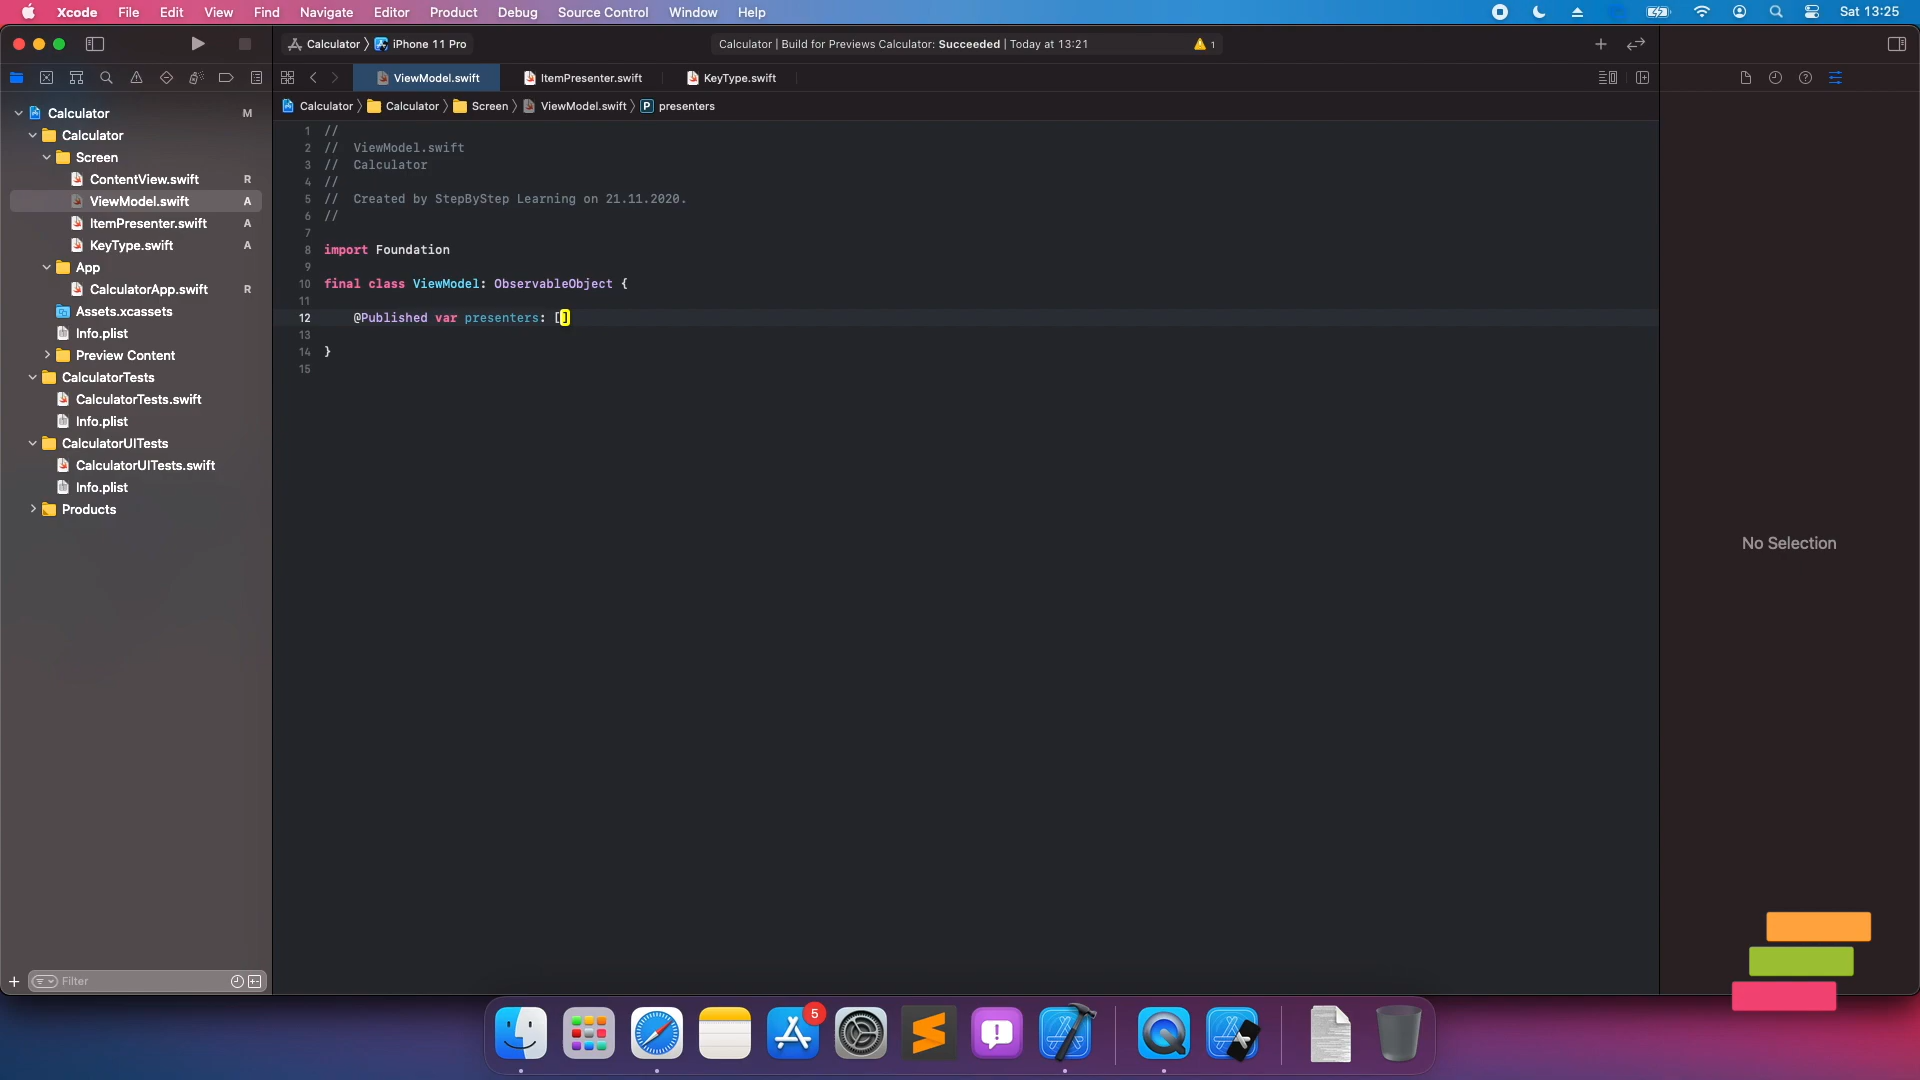 Xcode File Edit View Find Navigate Editor Product Debug Source Control Window Help Sat 13:25
Calculator iPhone 11 Pro Calculator | Build for Previews Calculator: Succeeded | Today at 13:21 1
ViewModel.swift ItemPresenter.swift KeyType.swift
Calculator Calculator Screen ViewModel.swift P presenters
Calculator M
Calculator
Screen
ContentView.swift R
ViewModel.swift A
ItemPresenter.swift A
KeyType.swift A
App
CalculatorApp.swift R
Assets.xcassets
Info.plist
Preview Content
CalculatorTests
CalculatorTests.swift
Info.plist
CalculatorUITests
CalculatorUITests.swift
Info.plist
Products
Filter
1 //
2 // ViewModel.swift
3 // Calculator
4 //
5 // Created by StepByStep Learning on 21.11.2020.
6 //
7
8 import Foundation
9
10 final class ViewModel: ObservableObject {
11
12 @Published var presenters: []
13
14 }
15
No Selection
5